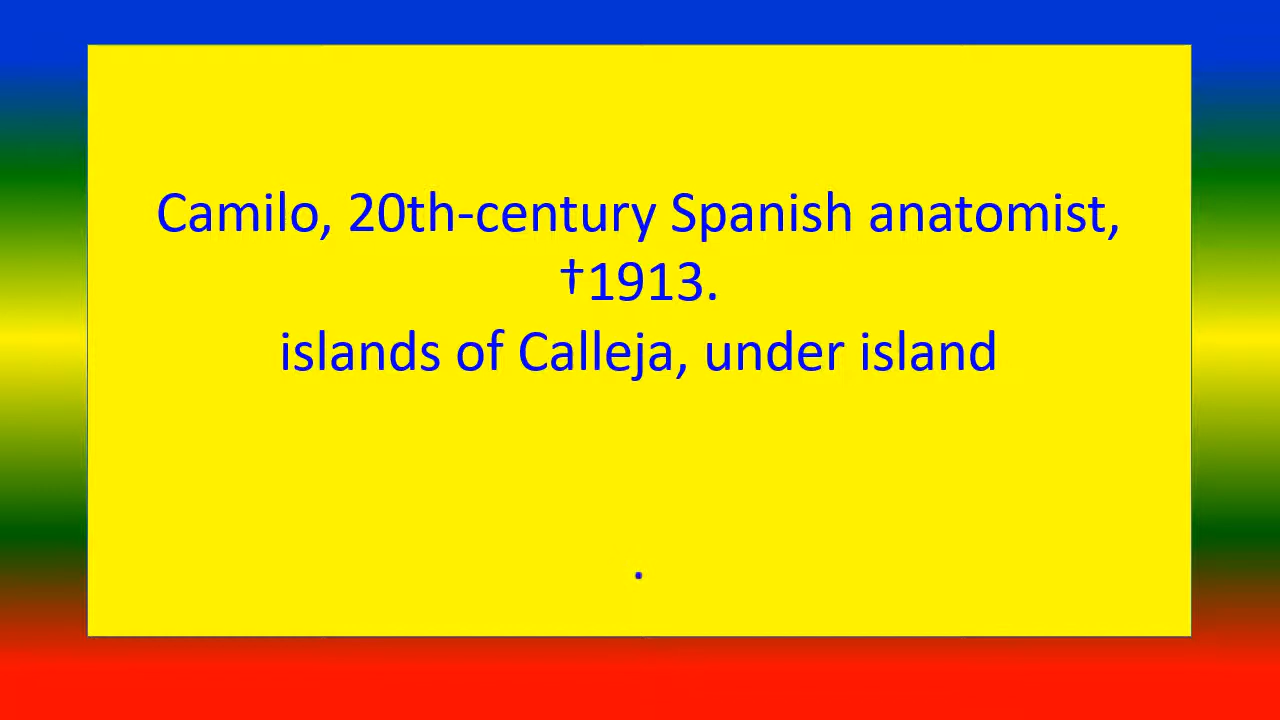 Camilo, 20th-century Spanish anatomist,
†1913.
islands of Calleja, under island
.